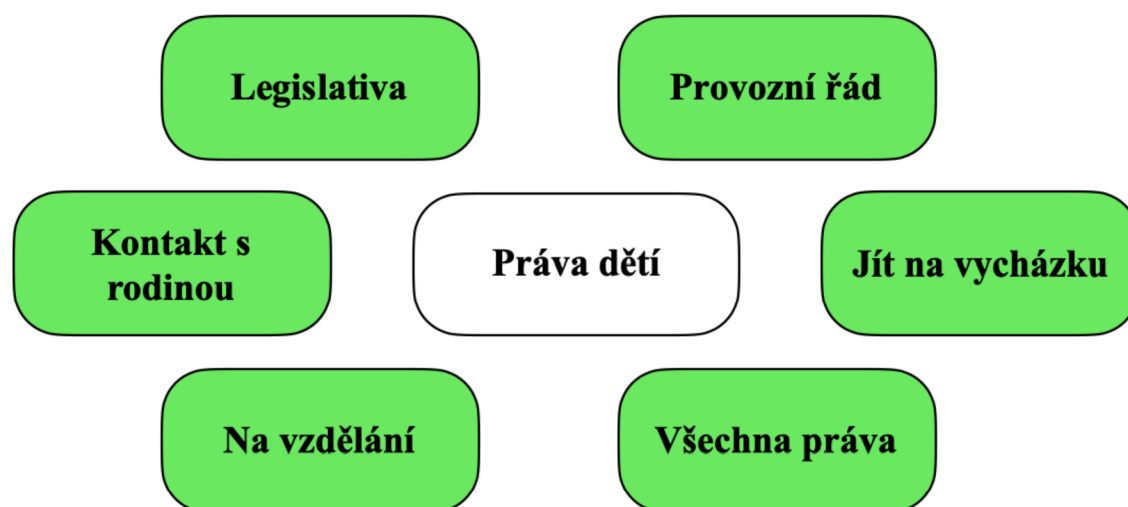 Legislativa
Provozní řád
Kontakt s
rodinou
Práva dětí
Jít na vycházku
Na vzdělání
Všechna práva